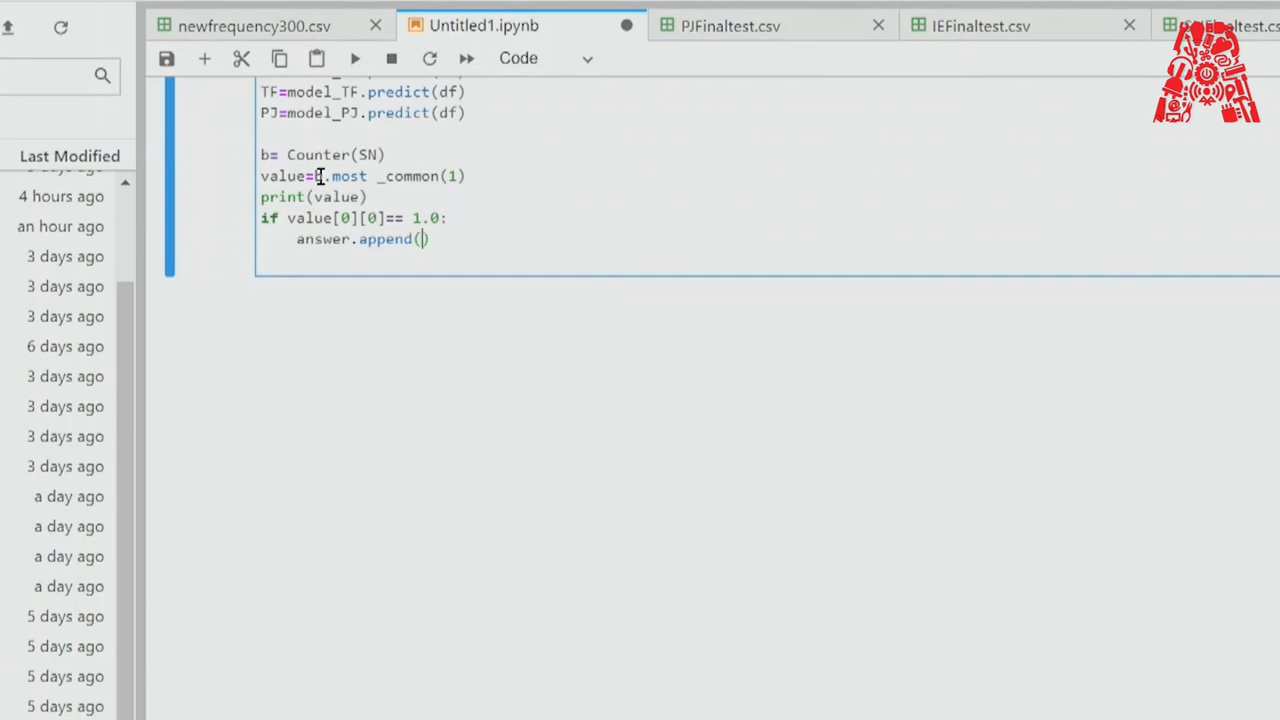 newfrequency300.csv
Untitled1.ipynb
PJFinaltest.csv
IEFinaltest.csv
Code
Last Modified
4 hours ago
an hour ago
3 days ago
3 days ago
3 days ago
6 days ago
3 days ago
3 days ago
3 days ago
3 days ago
a day ago
a day ago
a day ago
a day ago
5 days ago
5 days ago
5 days ago
5 days ago
TF=model_TF.predict(df)
PJ=model_PJ.predict(df)
b= Counter(SN)
value=b.most _common(1)
print(value)
if value[0][0]== 1.0:
answer.append()